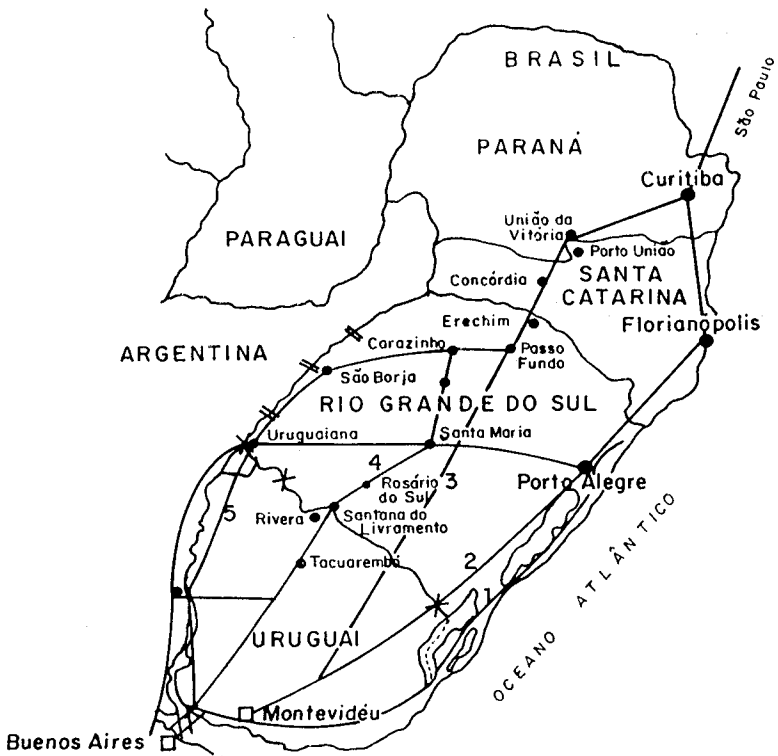 BRASIL
São Paulo
PARANÁ
Curitiba
União da
Vitória
PARAGUAI
Porto União
SANTA
CATARINA
Concórdia
Erechim
Florianópolis
ARGENTINA
Carazinho
Passo
Fundo
São Borja
RIO GRANDE DO SUL
Uruguaiana
Santa Maria
4
3
Rosário
do Sul
Porto Alegre
5
Rivera
Santana do
Livramento
Tacuarembó
2
1
OCEANO ATLÂNTICO
URUGUAI
Montevidéu
Buenos Aires